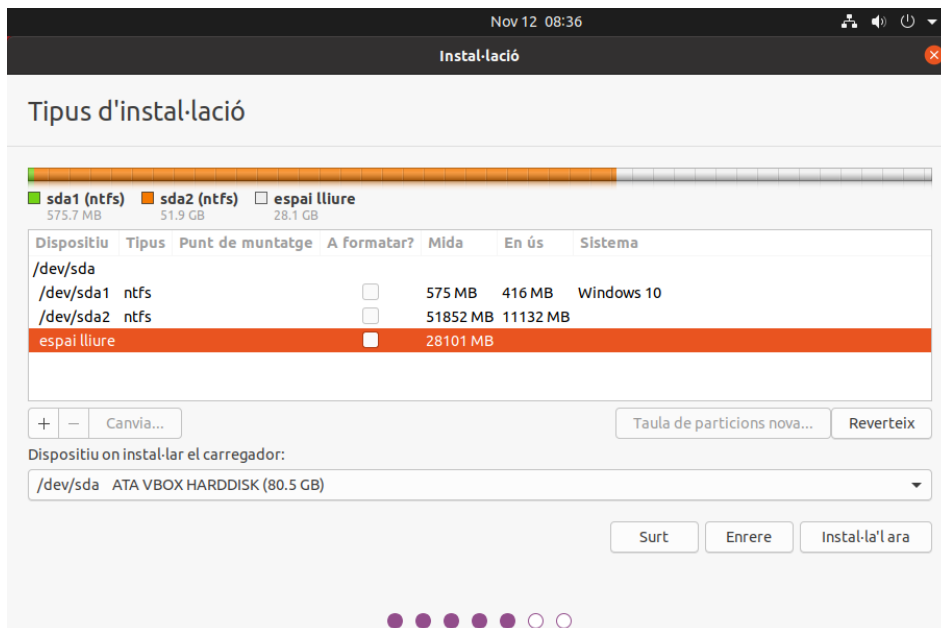 Nov 12 08:36
Instal·lació
Tipus d'instal·lació
sda1 (ntfs) sda2 (ntfs) espai lliure
575.7 MB 51.9 GB 28.1 GB
Dispositiu Tipus Punt de muntatge A formatar? Mida En ús Sistema
/dev/sda
/dev/sda1 ntfs 575 MB 416 MB Windows 10
/dev/sda2 ntfs 51852 MB 11132 MB
espai lliure 28101 MB
+ − Canvia... Taula de particions nova... Reverteix
Dispositiu on instal·lar el carregador:
/dev/sda ATA VBOX HARDDISK (80.5 GB)
Surt Enrere Instal·la'l ara